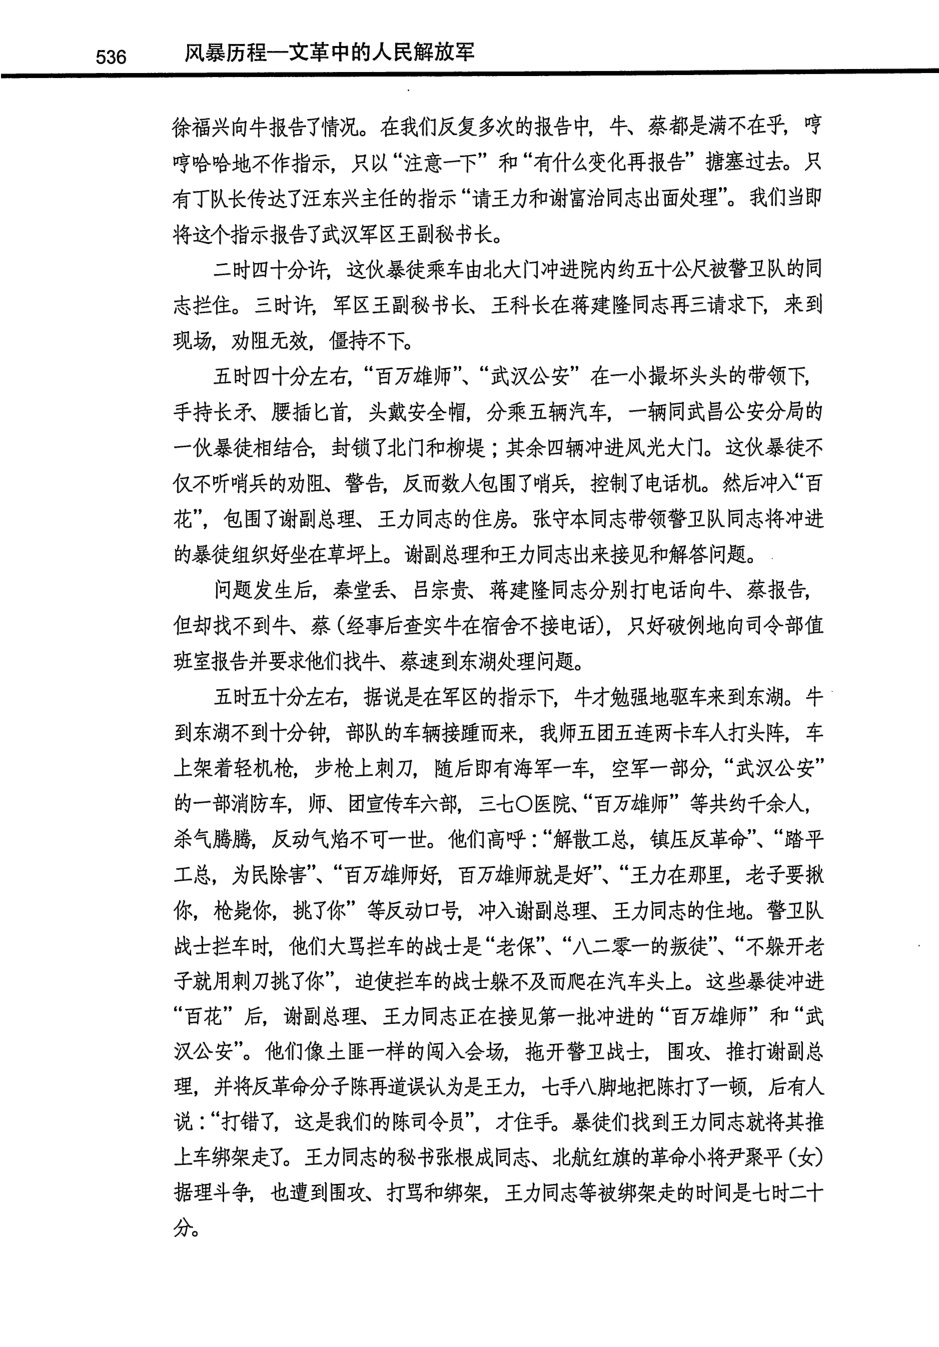 536 风暴历程—文革中的人民解放军
徐福兴向牛报告了情况。在我们反复多次的报告中，牛、蔡都是满不在乎，哼
哼哈哈地不作指示，只以“注意一下”和“有什么变化再报告”搪塞过去。只
有丁队长传达了汪东兴主任的指示“请王力和谢富治同志出面处理”。我们当即
将这个指示报告了武汉军区王副秘书长。
二时四十分许，这伙暴徒乘车由北大门冲进院内约五十公尺被警卫队的同
志拦住。三时许，军区王副秘书长、王科长在蒋建隆同志再三请求下，来到
现场，劝阻无效，僵持不下。
五时四十分左右，“百万雄师”、“武汉公安”在一小撮坏头头的带领下，
手持长矛、腰插匕首，头戴安全帽，分乘五辆汽车，一辆同武昌公安分局的
一伙暴徒相结合，封锁了北门和柳堤；其余四辆冲进风光大门。这伙暴徒不
仅不听哨兵的劝阻、警告，反而数人包围了哨兵，控制了电话机。然后冲入“百
花”，包围了谢副总理、王力同志的住房。张守本同志带领警卫队同志将冲进
的暴徒组织好坐在草坪上。谢副总理和王力同志出来接见和解答问题。
问题发生后，秦堂丢、吕宗贵、蒋建隆同志分别打电话向牛、蔡报告，
但却找不到牛、蔡（经事后查实牛在宿舍不接电话），只好破例地向司令部值
班室报告并要求他们找牛、蔡速到东湖处理问题。
五时五十分左右，据说是在军区的指示下，牛才勉强地驱车来到东湖。牛
到东湖不到十分钟，部队的车辆接踵而来，我师五团五连两卡车人打头阵，车
上架着轻机枪，步枪上刺刀，随后即有海军一车，空军一部分，“武汉公安”
的一部消防车，师、团宣传车六部，三七〇医院、“百万雄师”等共约千余人，
杀气腾腾，反动气焰不可一世。他们高呼：“解散工总，镇压反革命”、“踏平
工总，为民除害”、“百万雄师好，百万雄师就是好”、“王力在那里，老子要揪
你，枪毙你，挑了你”等反动口号，冲入谢副总理、王力同志的住地。警卫队
战士拦车时，他们大骂拦车的战士是“老保”、“八二零一的叛徒”、“不躲开老
子就用刺刀挑了你”，迫使拦车的战士躲不及而爬在汽车头上。这些暴徒冲进
“百花”后，谢副总理、王力同志正在接见第一批冲进的“百万雄师”和“武
汉公安”。他们像土匪一样的闯入会场，拖开警卫战士，围攻、推打谢副总
理，并将反革命分子陈再道误认为是王力，七手八脚地把陈打了一顿，后有人
说：“打错了，这是我们的陈司令员”，才住手。暴徒们找到王力同志就将其推
上车绑架走了。王力同志的秘书张根成同志、北航红旗的革命小将尹聚平（女）
据理斗争，也遭到围攻、打骂和绑架，王力同志等被绑架走的时间是七时二十
分。